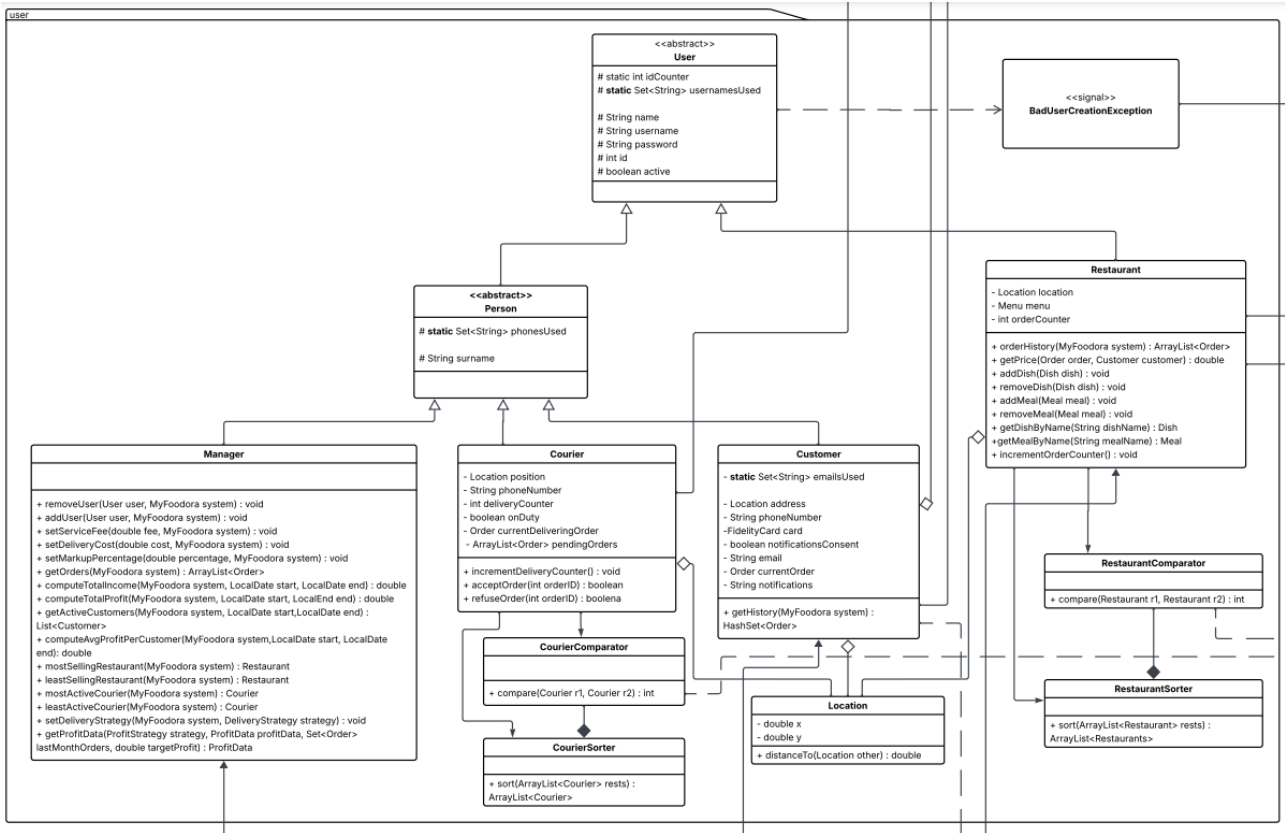 user
<<abstract>>
User
# static int idCounter
# static Set<String> usernamesUsed
# String name
# String username
# String password
# int id
# boolean active
<<signal>>
BadUserCreationException
<<abstract>>
Person
# static Set<String> phonesUsed
# String surname
Restaurant
- Location location
- Menu menu
- int orderCounter
+ orderHistory(MyFoodora system) : ArrayList<Order>
+ getPrice(Order order, Customer customer) : double
+ addDish(Dish dish) : void
+ removeDish(Dish dish) : void
+ addMeal(Meal meal) : void
+ removeMeal(Meal meal) : void
+ getDishByName(String dishName) : Dish
+getMealByName(String mealName) : Meal
+ incrementOrderCounter() : void
Manager
+ removeUser(User user, MyFoodora system) : void
+ addUser(User user, MyFoodora system) : void
+ setServiceFee(double fee, MyFoodora system) : void
+ setDeliveryCost(double cost, MyFoodora system) : void
+ setMarkupPercentage(double percentage, MyFoodora system) : void
+ getOrders(MyFoodora system) : ArrayList<Order>
+ computeTotalIncome(MyFoodora system, LocalDate start, LocalDate end) : double
+ computeTotalProfit(MyFoodora system, LocalDate start, LocalEnd end) : double
+ getActiveCustomers(MyFoodora system, LocalDate start,LocalDate end) :
List<Customer>
+ computeAvgProfitPerCustomer(MyFoodora system,LocalDate start, LocalDate
end): double
+ mostSellingRestaurant(MyFoodora system) : Restaurant
+ leastSellingRestaurant(MyFoodora system) : Restaurant
+ mostActiveCourier(MyFoodora system) : Courier
+ leastActiveCourier(MyFoodora system) : Courier
+ setDeliveryStrategy(MyFoodora system, DeliveryStrategy strategy) : void
+ getProfitData(ProfitStrategy strategy, ProfitData profitData, Set<Order>
lastMonthOrders, double targetProfit) : ProfitData
Courier
- Location position
- String phoneNumber
- int deliveryCounter
- boolean onDuty
- Order currentDeliveringOrder
- ArrayList<Order> pendingOrders
+ incrementDeliveryCounter() : void
+ acceptOrder(int orderID) : boolean
+ refuseOrder(int orderID) : boolena
Customer
- static Set<String> emailsUsed
- Location address
- String phoneNumber
-FidelityCard card
- boolean notificationsConsent
- String email
- Order currentOrder
- String notifications
+ getHistory(MyFoodora system) :
HashSet<Order>
CourierComparator
+ compare(Courier r1, Courier r2) : int
CourierSorter
+ sort(ArrayList<Courier> rests) :
ArrayList<Courier>
Location
- double x
- double y
+ distanceTo(Location other) : double
RestaurantComparator
+ compare(Restaurant r1, Restaurant r2) : int
RestaurantSorter
+ sort(ArrayList<Restaurant> rests) :
ArrayList<Restaurants>